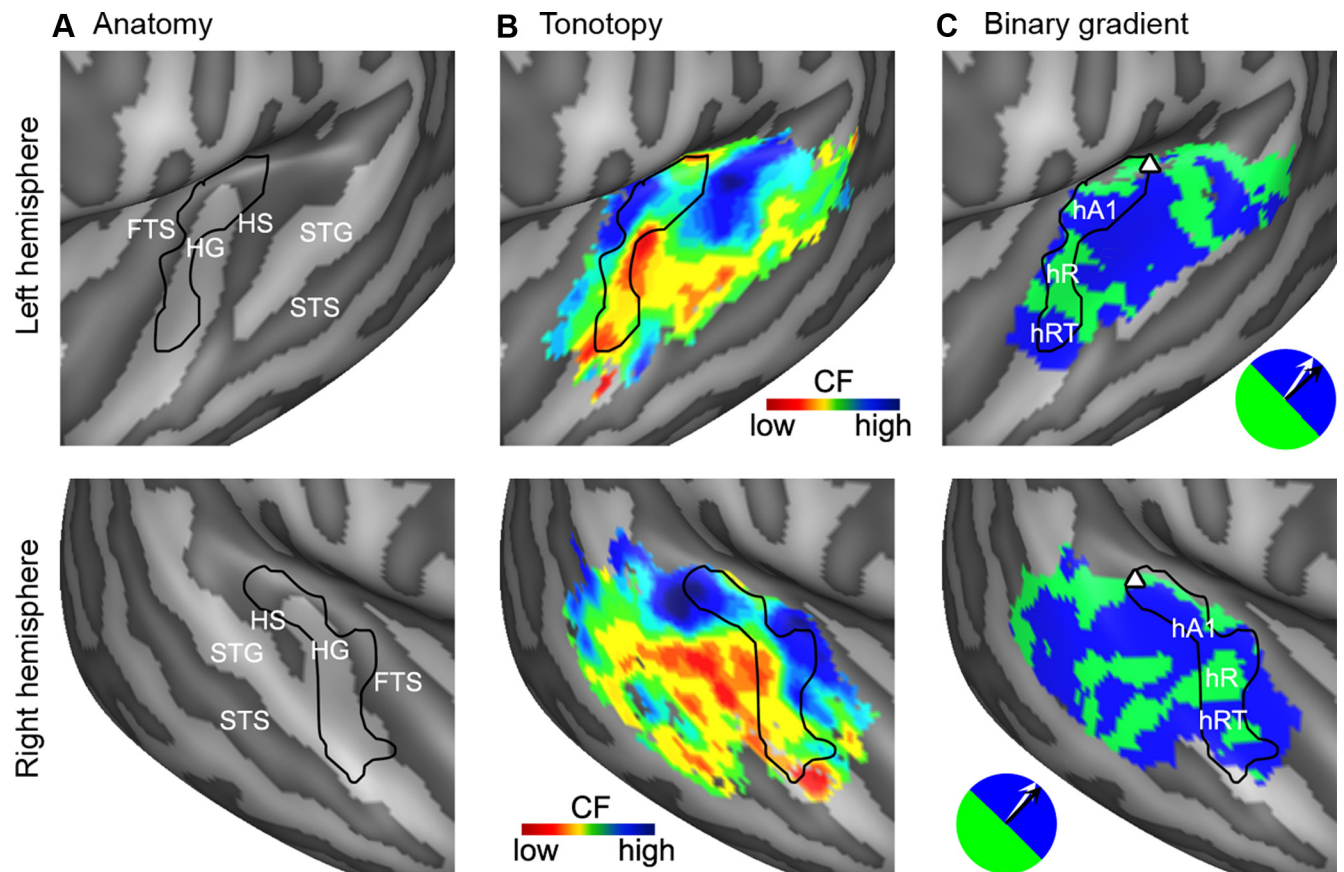 A Anatomy
B Tonotopy
C Binary gradient
Left hemisphere
FTS
HG
HS
STG
STS
CF
low high
hA1
hR
hRT
Right hemisphere
HS
HG
STG
FTS
STS
CF
low high
hA1
hR
hRT